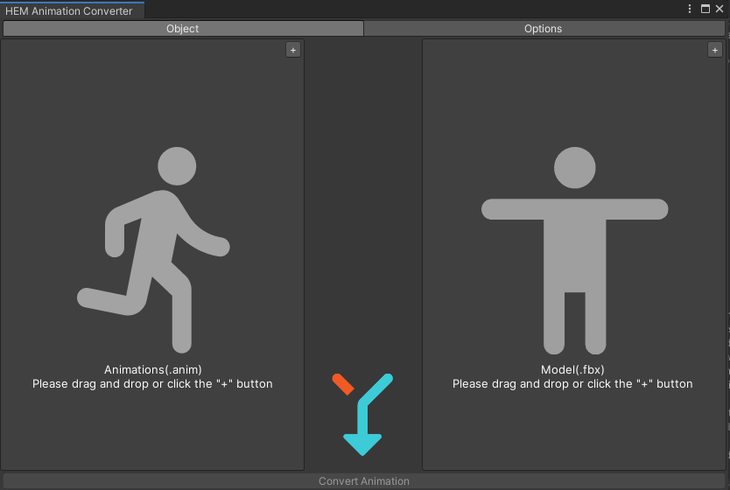 HEM Animation Converter
Object
Options
+
+
Animations(.anim)
Please drag and drop or click the "+" button
Model(.fbx)
Please drag and drop or click the "+" button
Convert Animation